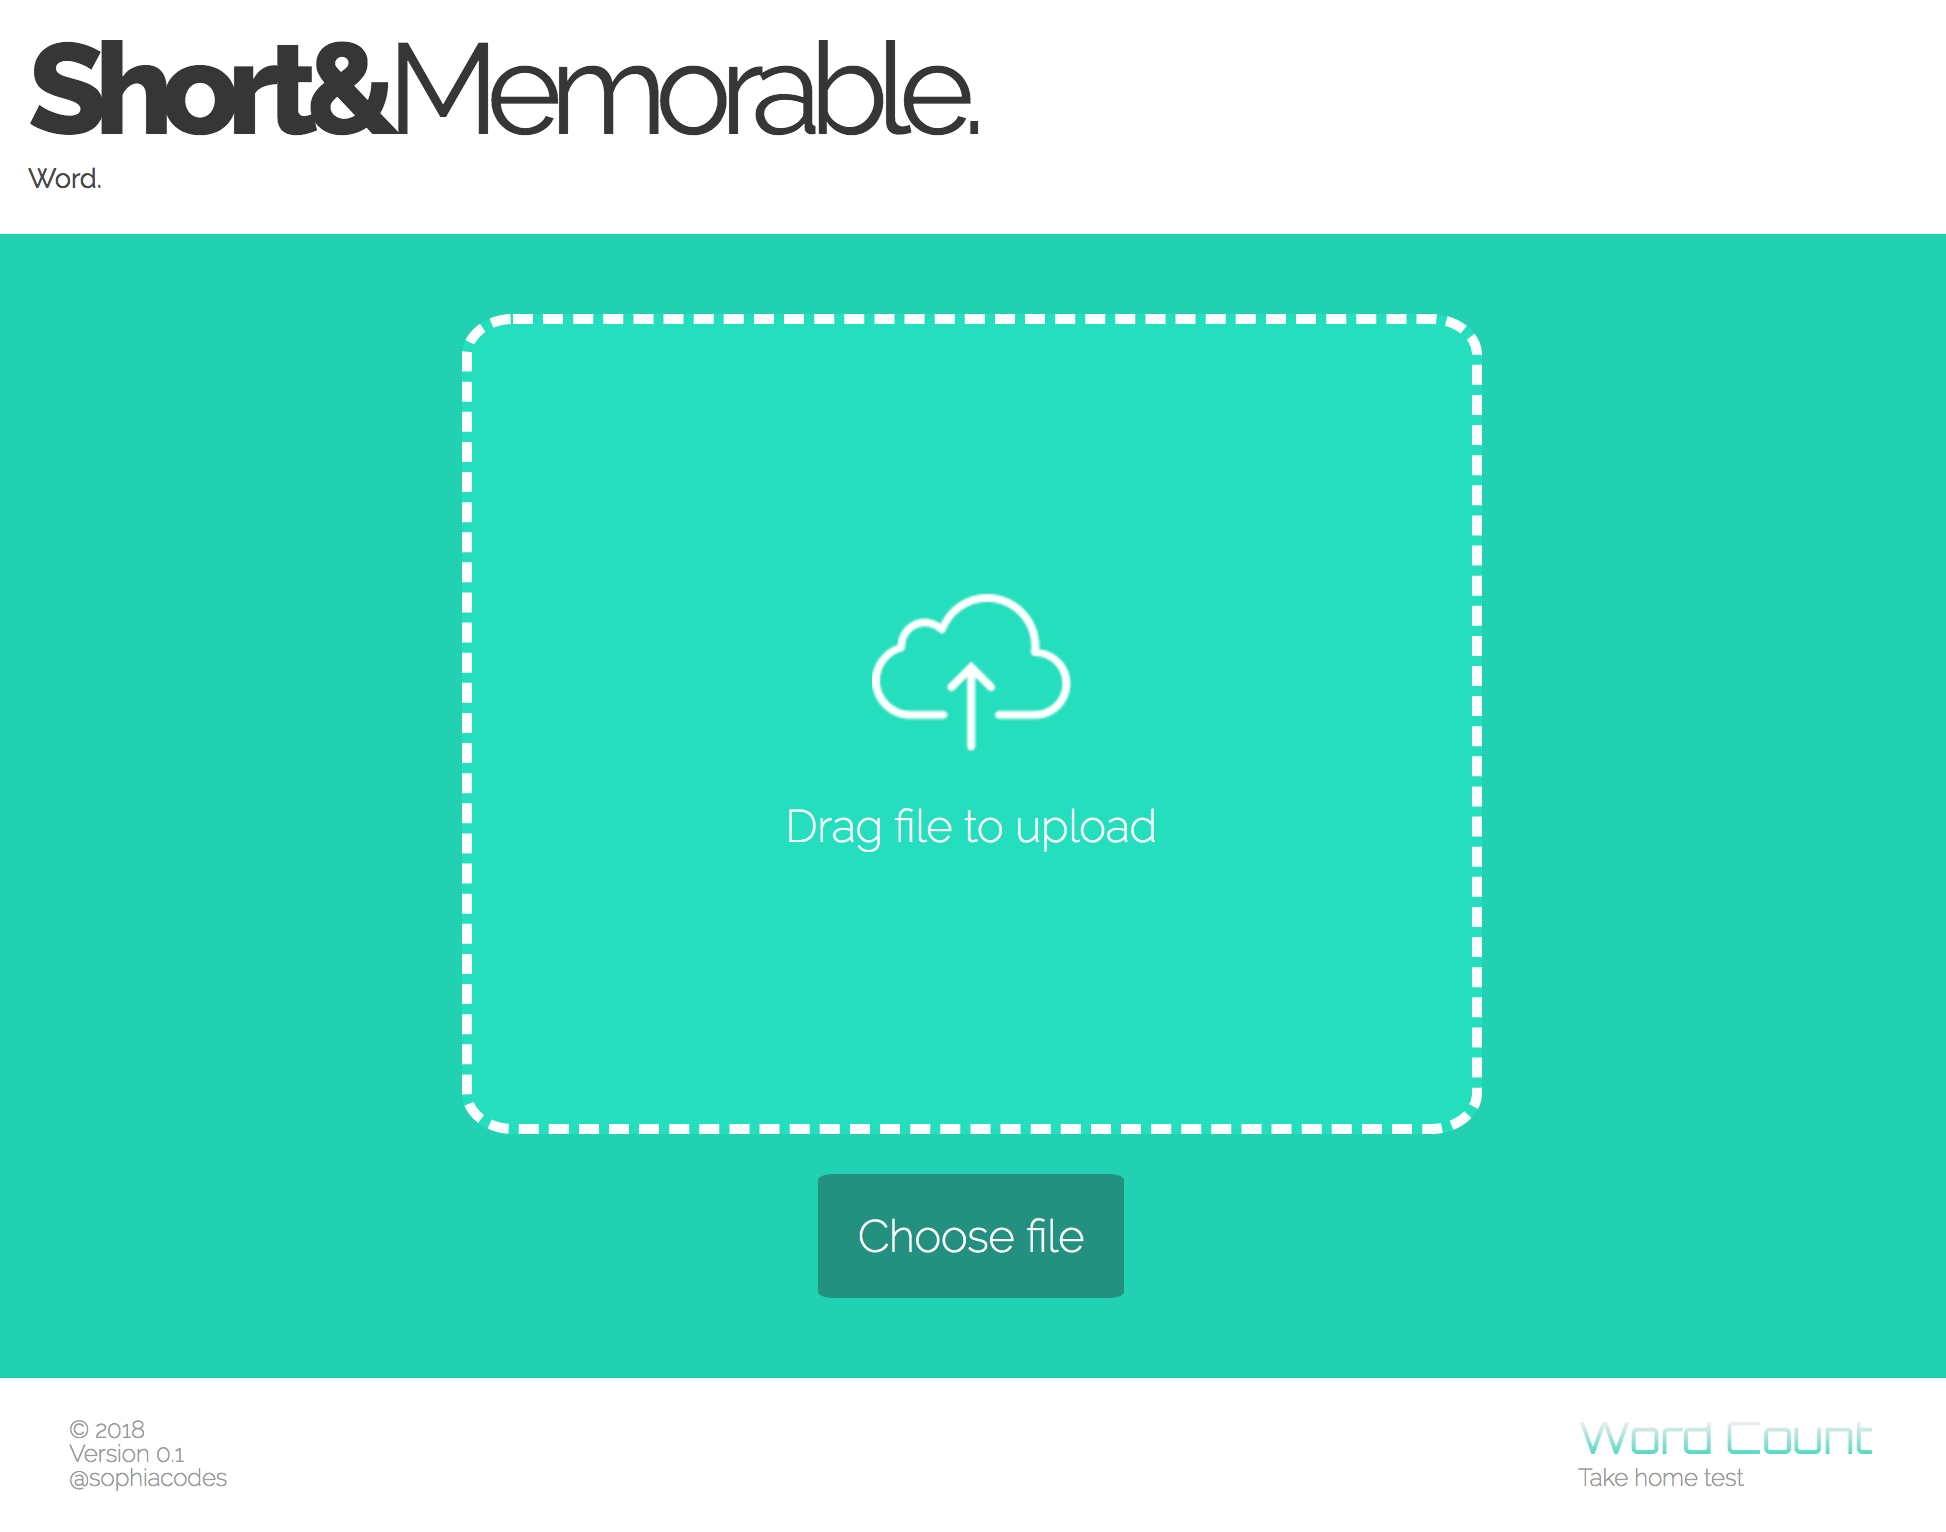 Short&Memorable.
Word.
Drag file to upload
Choose file
© 2018
Version 0.1
@sophiacodes
Word Count
Take home test